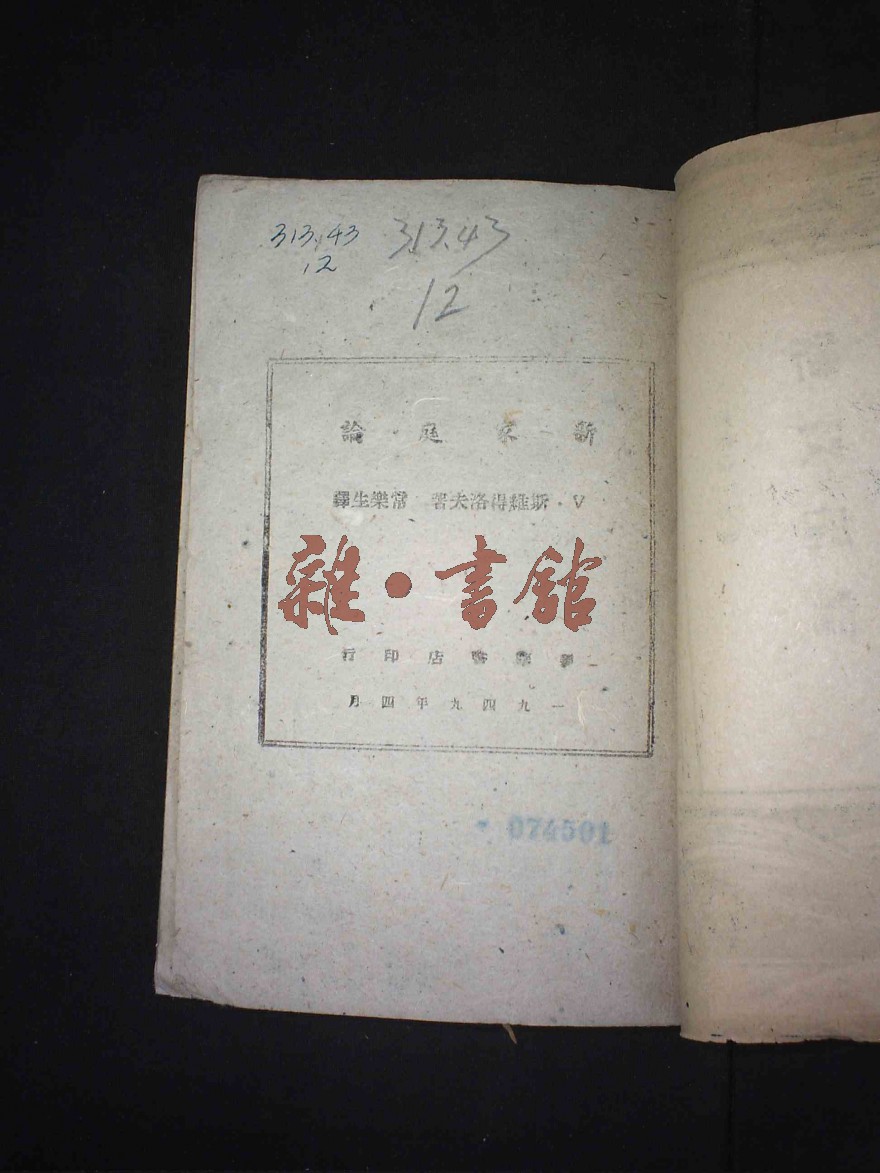 313.43
12
313.43
12
新家庭論
V·斯維得洛夫著 常樂生譯
雜·書館
書店印行
一九四九年四月
074501